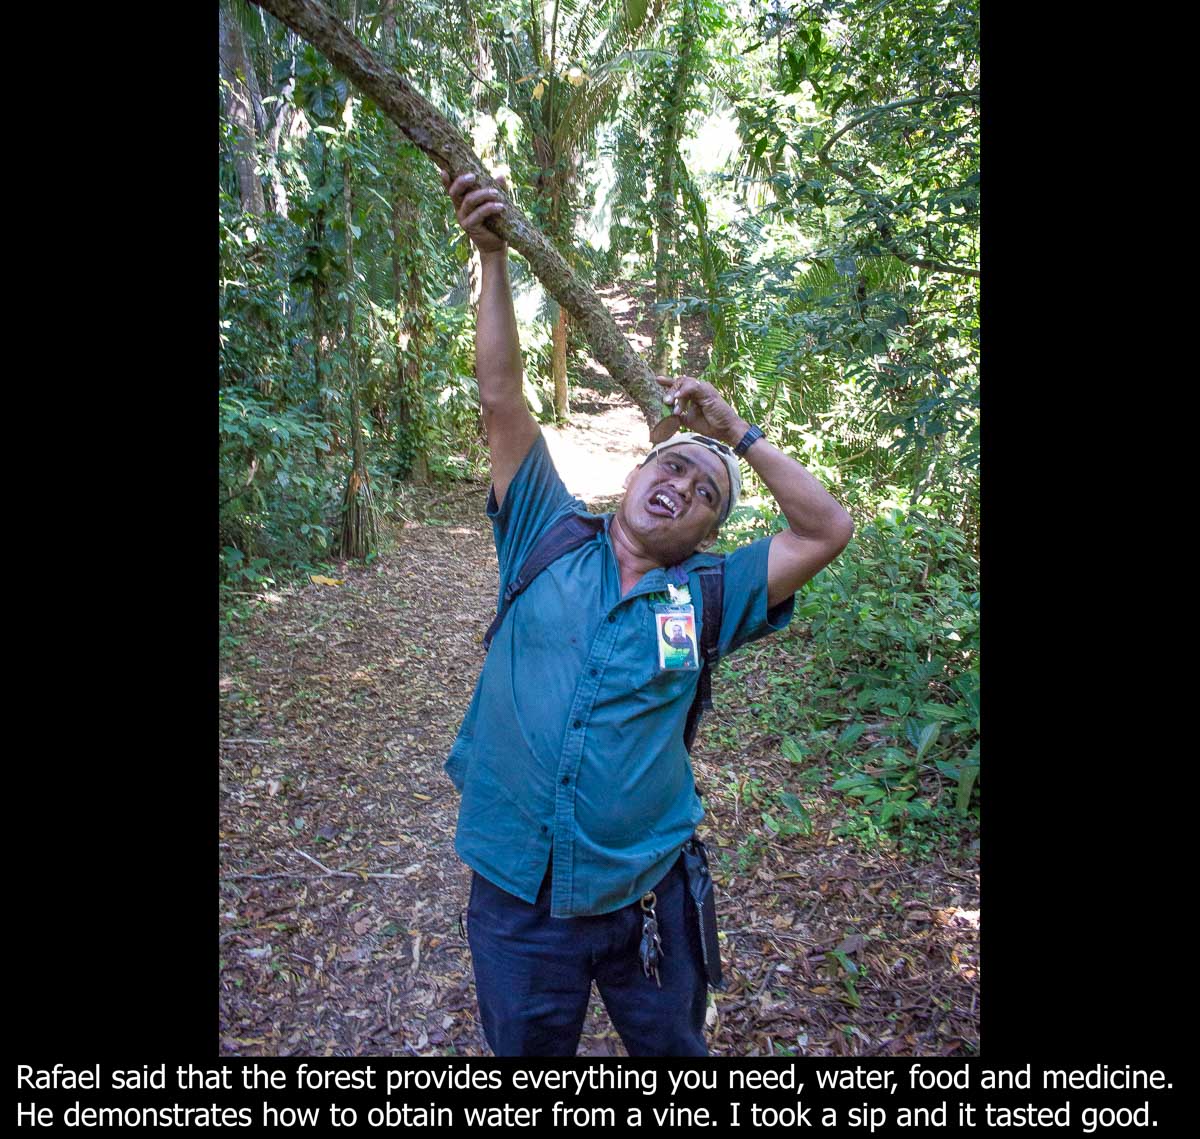 Rafael said that the forest provides everything you need, water, food and medicine.
He demonstrates how to obtain water from a vine. I took a sip and it tasted good.